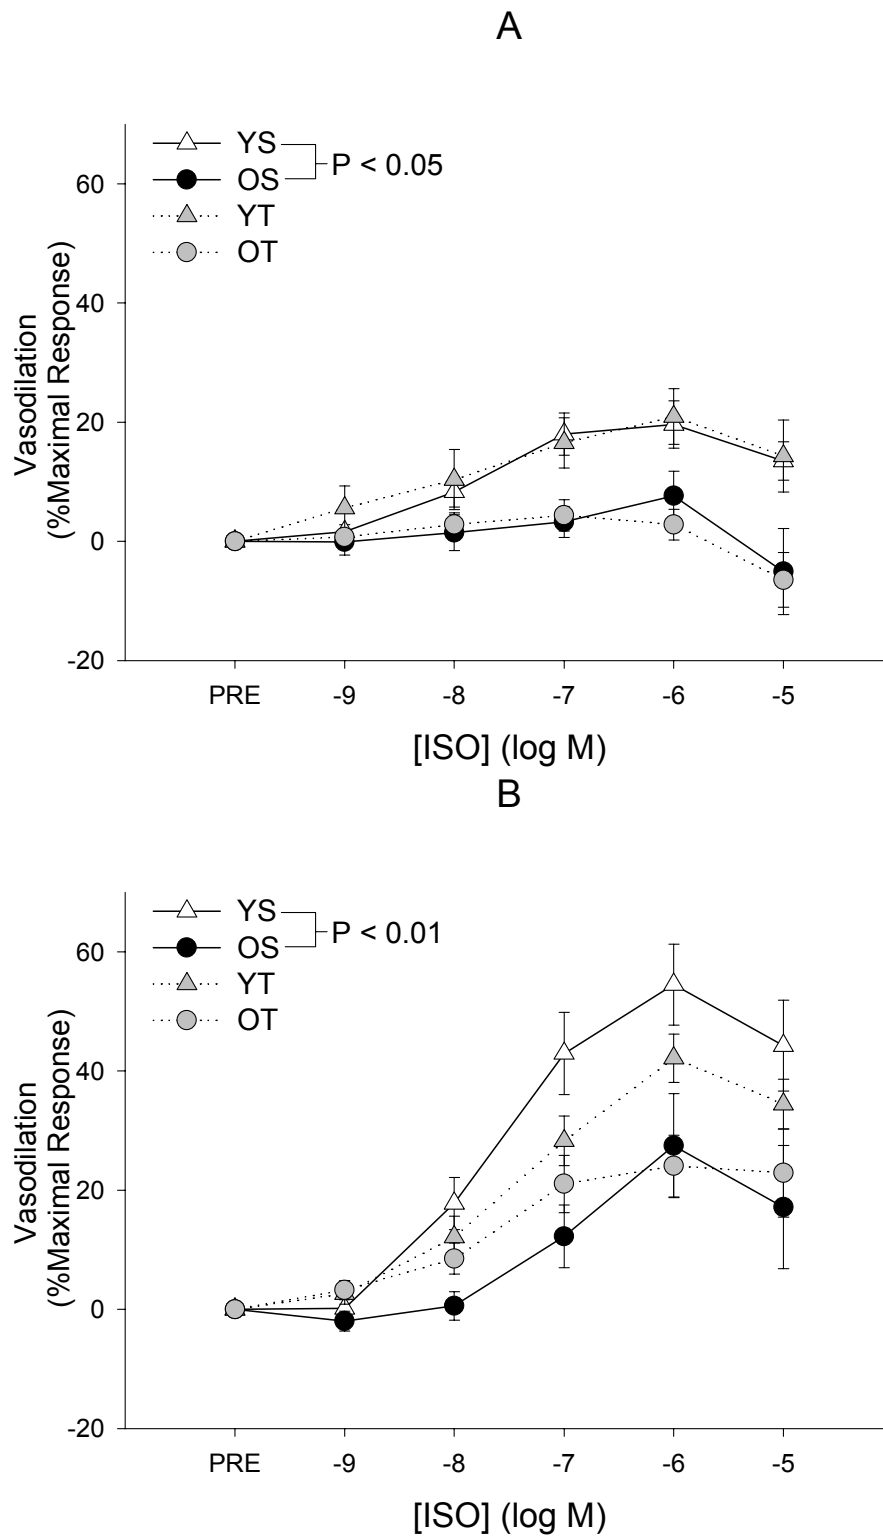 A
YS
OS
P < 0.05
YT
OT
60
40
20
0
-20
Vasodilation
(%Maximal Response)
PRE -9 -8 -7 -6 -5
[ISO] (log M)
B
YS
OS
P < 0.01
YT
OT
60
40
20
0
-20
Vasodilation
(%Maximal Response)
PRE -9 -8 -7 -6 -5
[ISO] (log M)